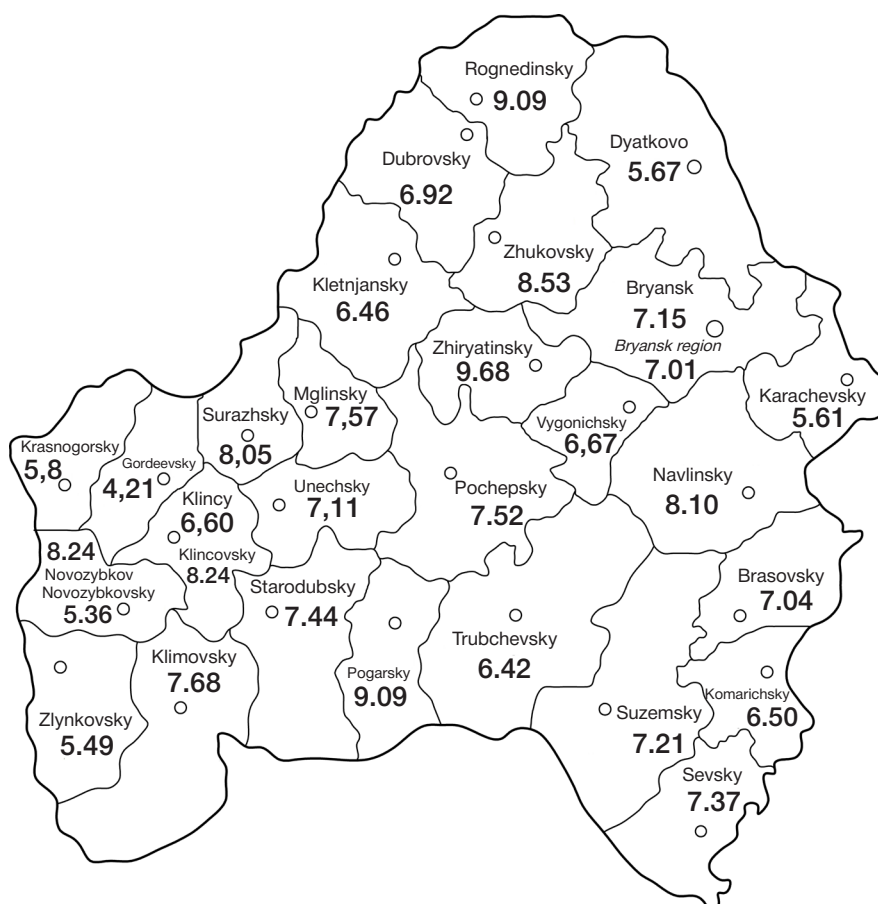 Rognedinsky
9.09
Dubrovsky
6.92
Dyatkovo
5.67
Kletnjansky
6.46
Zhukovsky
8.53
Bryansk
7.15
Bryansk region
7.01
Zhiryatinsky
9.68
Karachevsky
5.61
Mglinsky
7,57
Surazhsky
8,05
Vygonichsky
6,67
Krasnogorsky
5,8
Gordeevsky
4,21
Klincy
6,60
Klincovsky
8.24
Unechsky
7,11
Pochepsky
7.52
Navlinsky
8.10
8.24
Novozybkov
Novozybkovsky
5.36
Starodubsky
7.44
Brasovsky
7.04
Klimovsky
7.68
Pogarsky
9.09
Trubchevsky
6.42
Komarichsky
6.50
Zlynkovsky
5.49
Suzemsky
7.21
Sevsky
7.37